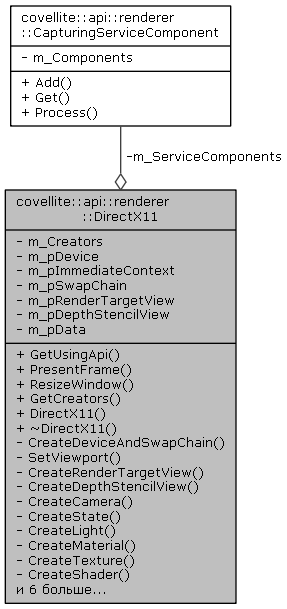 covellite::api::renderer
::CapturingServiceComponent
- m_Components
+ Add()
+ Get()
+ Process()
-m_ServiceComponents
covellite::api::renderer
::DirectX11
- m_Creators
- m_pDevice
- m_pImmediateContext
- m_pSwapChain
- m_pRenderTargetView
- m_pDepthStencilView
- m_pData
+ GetUsingApi()
+ PresentFrame()
+ ResizeWindow()
+ GetCreators()
+ DirectX11()
+ ~DirectX11()
- CreateDeviceAndSwapChain()
- SetViewport()
- CreateRenderTargetView()
- CreateDepthStencilView()
- CreateCamera()
- CreateState()
- CreateLight()
- CreateMaterial()
- CreateTexture()
- CreateShader()
и 6 больше...